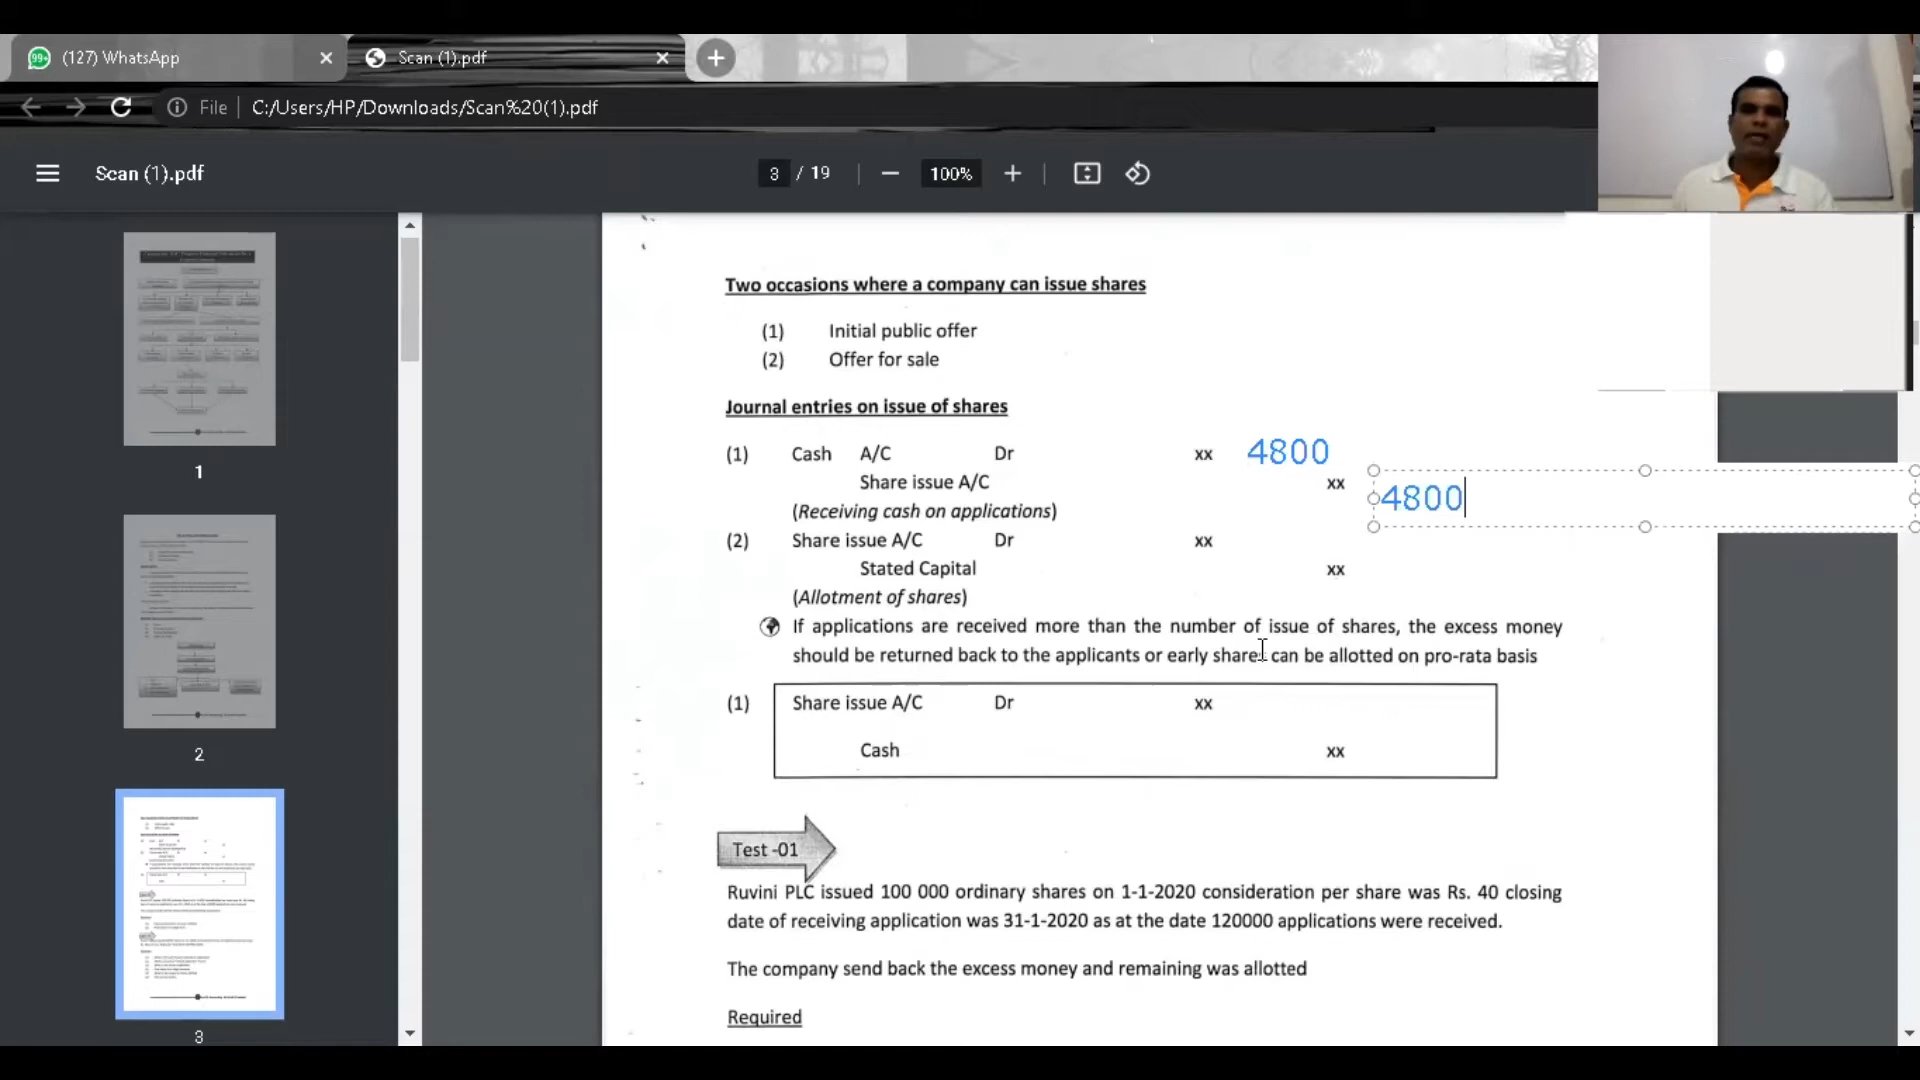 (127) WhatsApp
Scan (1).pdf
File
C:/Users/HP/Downloads/Scan%20(1).pdf
Scan (1).pdf
3 / 19
100%
1
2
3
Two occasions where a company can issue shares
(1) Initial public offer
(2) Offer for sale
Journal entries on issue of shares
(1) Cash A/C Dr xx 4800
Share issue A/C xx 4800
(Receiving cash on applications)
(2) Share issue A/C Dr xx
Stated Capital xx
(Allotment of shares)
If applications are received more than the number of issue of shares, the excess money
should be returned back to the applicants or early shares can be allotted on pro-rata basis
(1) Share issue A/C Dr xx
Cash xx
Test -01
Ruvini PLC issued 100 000 ordinary shares on 1-1-2020 consideration per share was Rs. 40 closing
date of receiving application was 31-1-2020 as at the date 120000 applications were received.
The company send back the excess money and remaining was allotted
Required